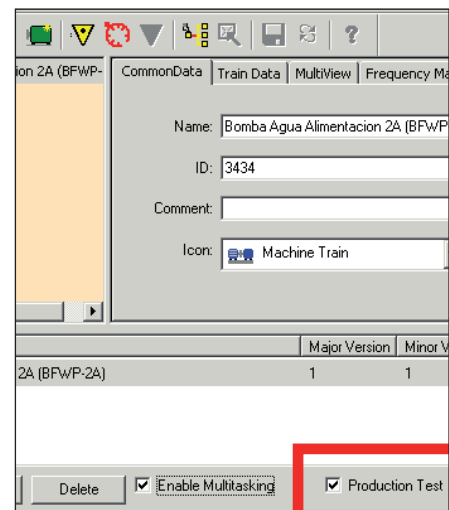 ion 2A (BFWP-
CommonData Train Data MultiView Frequency Ma
Name: Bomba Agua Alimentacion 2A (BFWP
ID: 3434
Comment:
Icon: Machine Train
Major Version Minor V
2A (BFWP-2A) 1 1
Delete Enable Multitasking Production Test